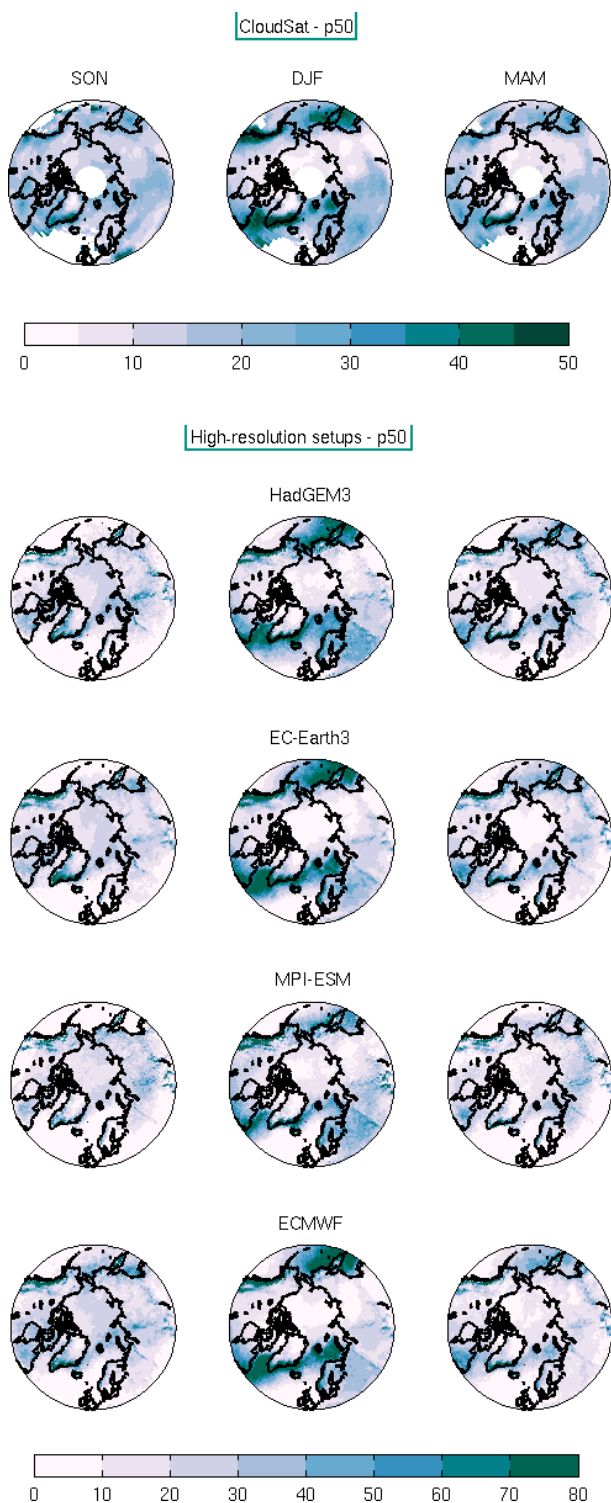 CloudSat - p50
SON DJF MAM
0 10 20 30 40 50
High-resolution setups - p50
HadGEM3
EC-Earth3
MPI-ESM
ECMWF
0 10 20 30 40 50 60 70 80